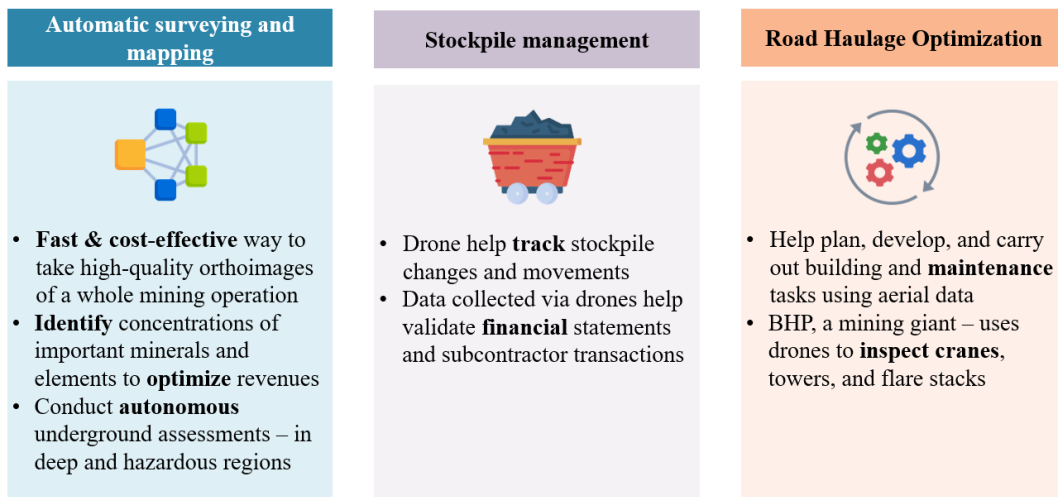 Automatic surveying and
mapping
• Fast & cost-effective way to
take high-quality orthoimages
of a whole mining operation
• Identify concentrations of
important minerals and
elements to optimize revenues
• Conduct autonomous
underground assessments – in
deep and hazardous regions
Stockpile management
• Drone help track stockpile
changes and movements
• Data collected via drones help
validate financial statements
and subcontractor transactions
Road Haulage Optimization
• Help plan, develop, and carry
out building and maintenance
tasks using aerial data
• BHP, a mining giant – uses
drones to inspect cranes,
towers, and flare stacks